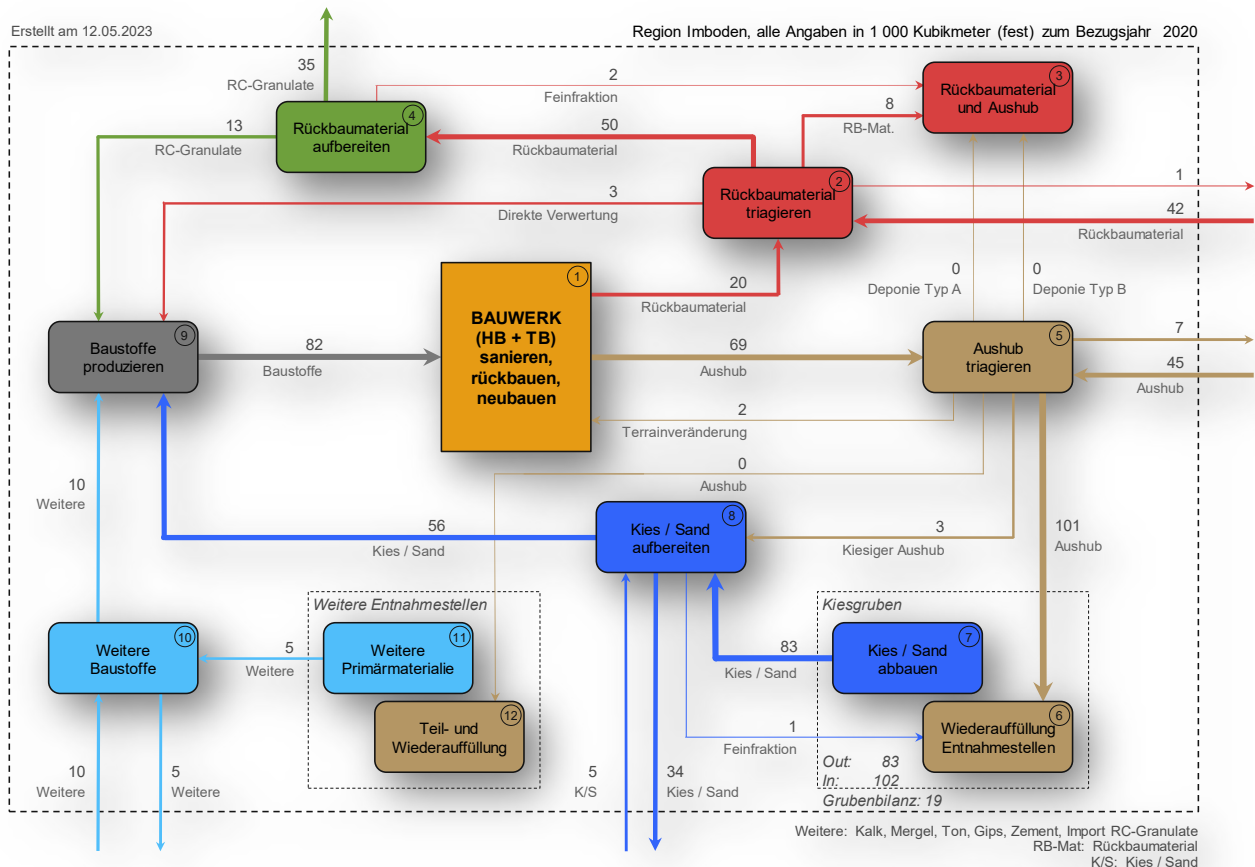 Erstellt am 12.05.2023
Region Imboden, alle Angaben in 1 000 Kubikmeter (fest) zum Bezugsjahr 2020
35
RC-Granulate
2
Feinfraktion
3
Rückbaumaterial
und Aushub
4
Rückbaumaterial
aufbereiten
13
RC-Granulate
50
Rückbaumaterial
8
RB-Mat.
2
Rückbaumaterial
triagieren
1
3
Direkte Verwertung
42
Rückbaumaterial
1
BAUWERK
(HB + TB)
sanieren,
rückbauen,
neubauen
20
Rückbaumaterial
0
Deponie Typ A
0
Deponie Typ B
9
Baustoffe
produzieren
82
Baustoffe
69
Aushub
5
Aushub
triagieren
7
45
Aushub
2
Terrainveränderung
0
Aushub
10
Weitere
56
Kies / Sand
8
Kies / Sand
aufbereiten
3
Kiesiger Aushub
101
Aushub
Weitere Entnahmestellen
Kiesgruben
10
Weitere
Baustoffe
5
Weitere
11
Weitere
Primärmaterialie
83
Kies / Sand
7
Kies / Sand
abbauen
12
Teil- und
Wiederauffüllung
1
Feinfraktion
6
Wiederauffüllung
Entnahmestellen
10
Weitere
5
Weitere
5
K/S
34
Kies / Sand
Out: 83
In: 102
Grubenbilanz: 19
Weitere: Kalk, Mergel, Ton, Gips, Zement, Import RC-Granulate
RB-Mat: Rückbaumaterial
K/S: Kies / Sand